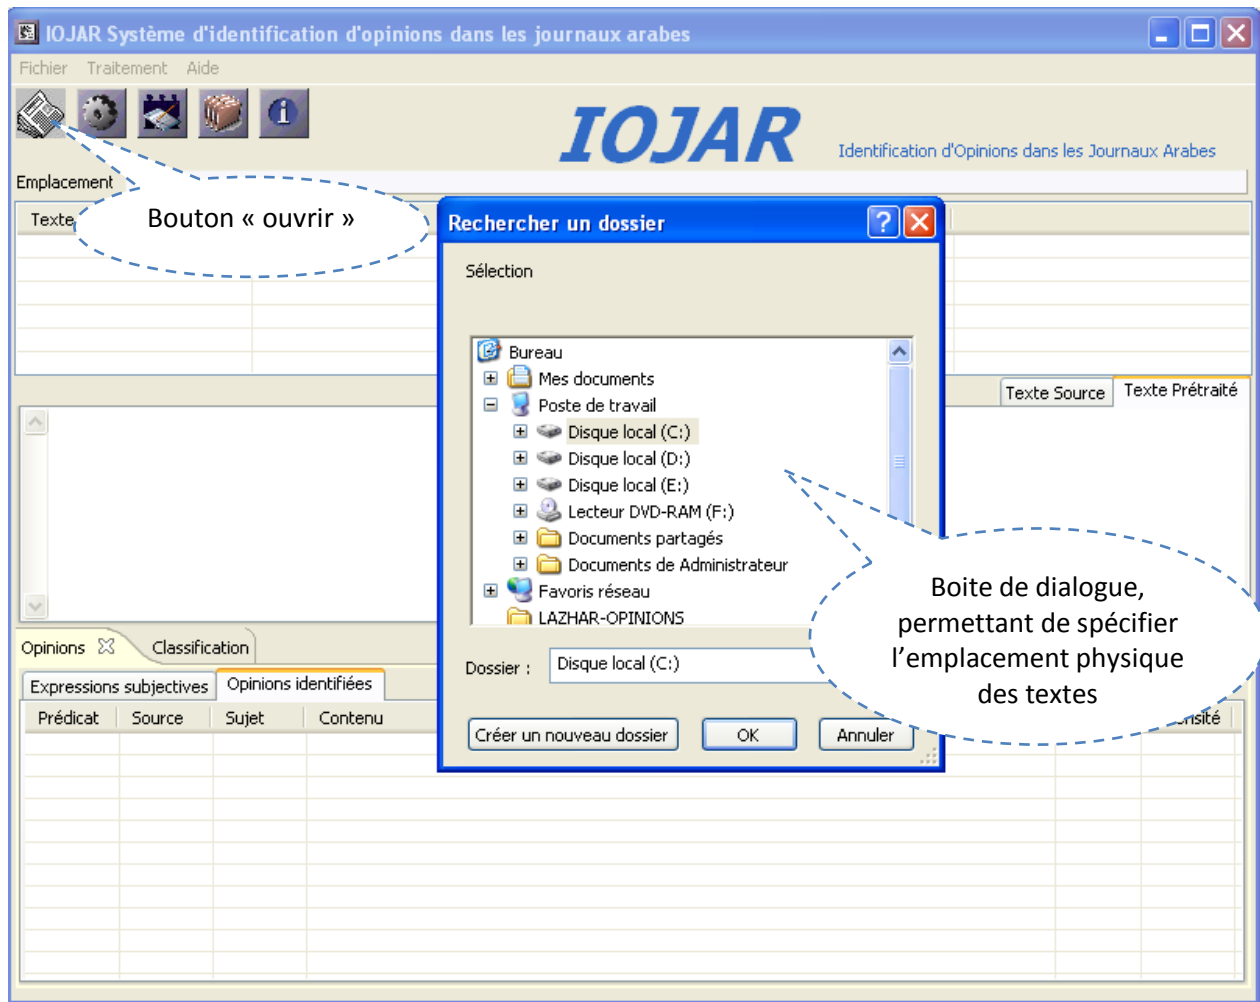 IOJAR Système d'identification d'opinions dans les journaux arabes
Fichier Traitement Aide
IOJAR
Identification d'Opinions dans les Journaux Arabes
Emplacement
Bouton « ouvrir »
Texte
Rechercher un dossier
Sélection
Bureau
Mes documents
Poste de travail
Disque local (C:)
Disque local (D:)
Disque local (E:)
Lecteur DVD-RAM (F:)
Documents partagés
Documents de Administrateur
Favoris réseau
LAZHAR-OPINIONS
Dossier : Disque local (C:)
Créer un nouveau dossier OK Annuler
Texte Source Texte Prétraité
Boite de dialogue,
permettant de spécifier
l’emplacement physique
des textes
Opinions Classification
Expressions subjectives Opinions identifiées
Prédicat Source Sujet Contenu